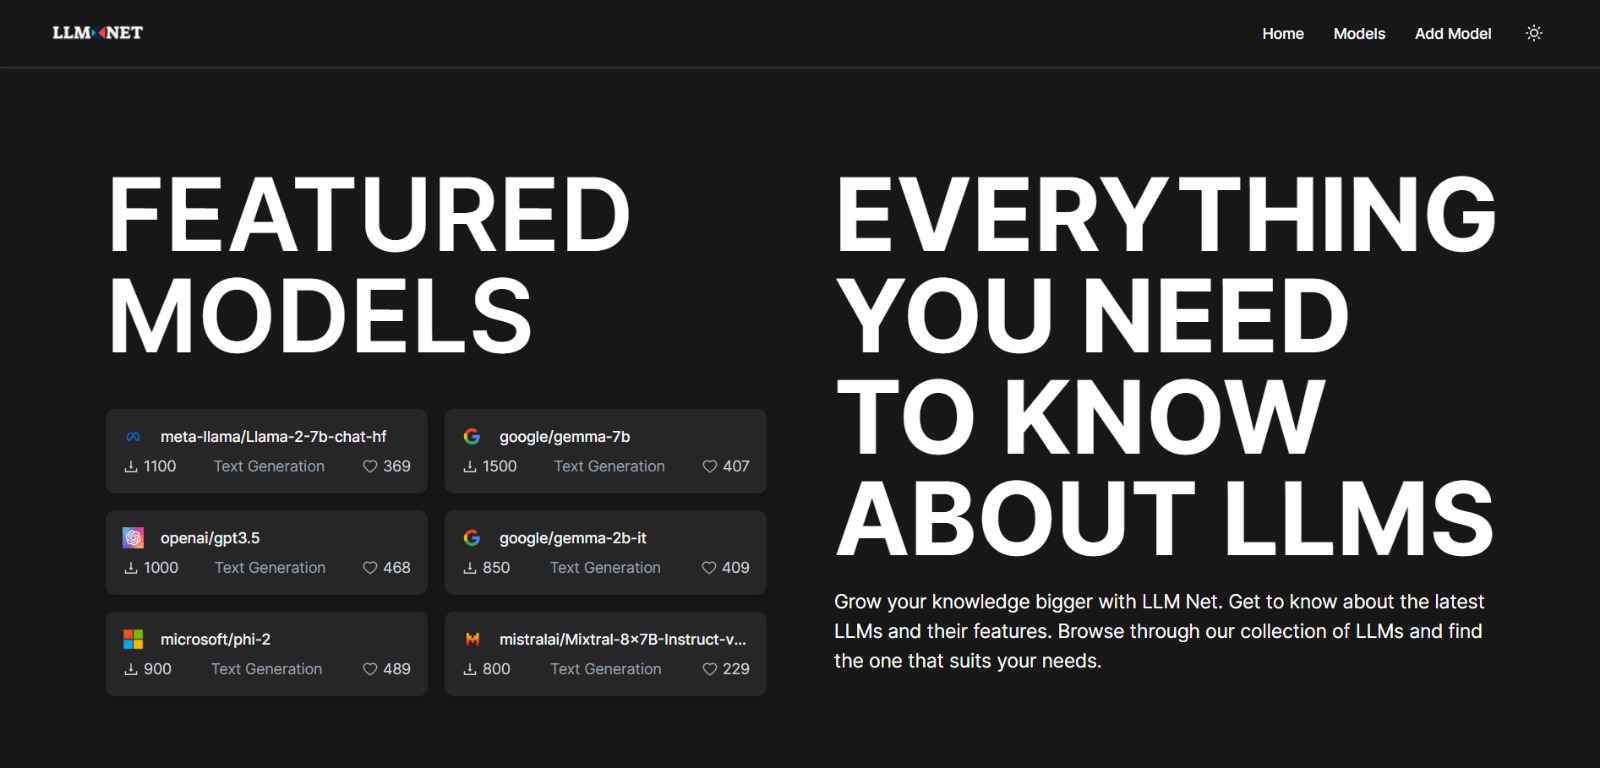 LLM NET
Home Models Add Model
FEATURED
MODELS
meta-llama/Llama-2-7b-chat-hf
1100 Text Generation 369
google/gemma-7b
1500 Text Generation 407
openai/gpt3.5
1000 Text Generation 468
google/gemma-2b-it
850 Text Generation 409
microsoft/phi-2
900 Text Generation 489
mistralai/Mixtral-8x7B-Instruct-v...
800 Text Generation 229
EVERYTHING
YOU NEED
TO KNOW
ABOUT LLMS
Grow your knowledge bigger with LLM Net. Get to know about the latest
LLMs and their features. Browse through our collection of LLMs and find
the one that suits your needs.